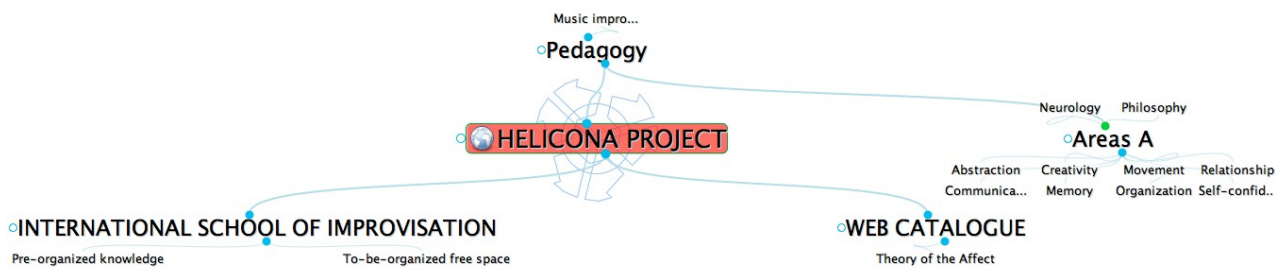 Music impro...
Pedagogy
Neurology Philosophy
HELICONA PROJECT
Areas A
Abstraction Creativity Movement Relationship
Communica... Memory Organization Self-confid..
INTERNATIONAL SCHOOL OF IMPROVISATION
WEB CATALOGUE
Pre-organized knowledge To-be-organized free space
Theory of the Affect